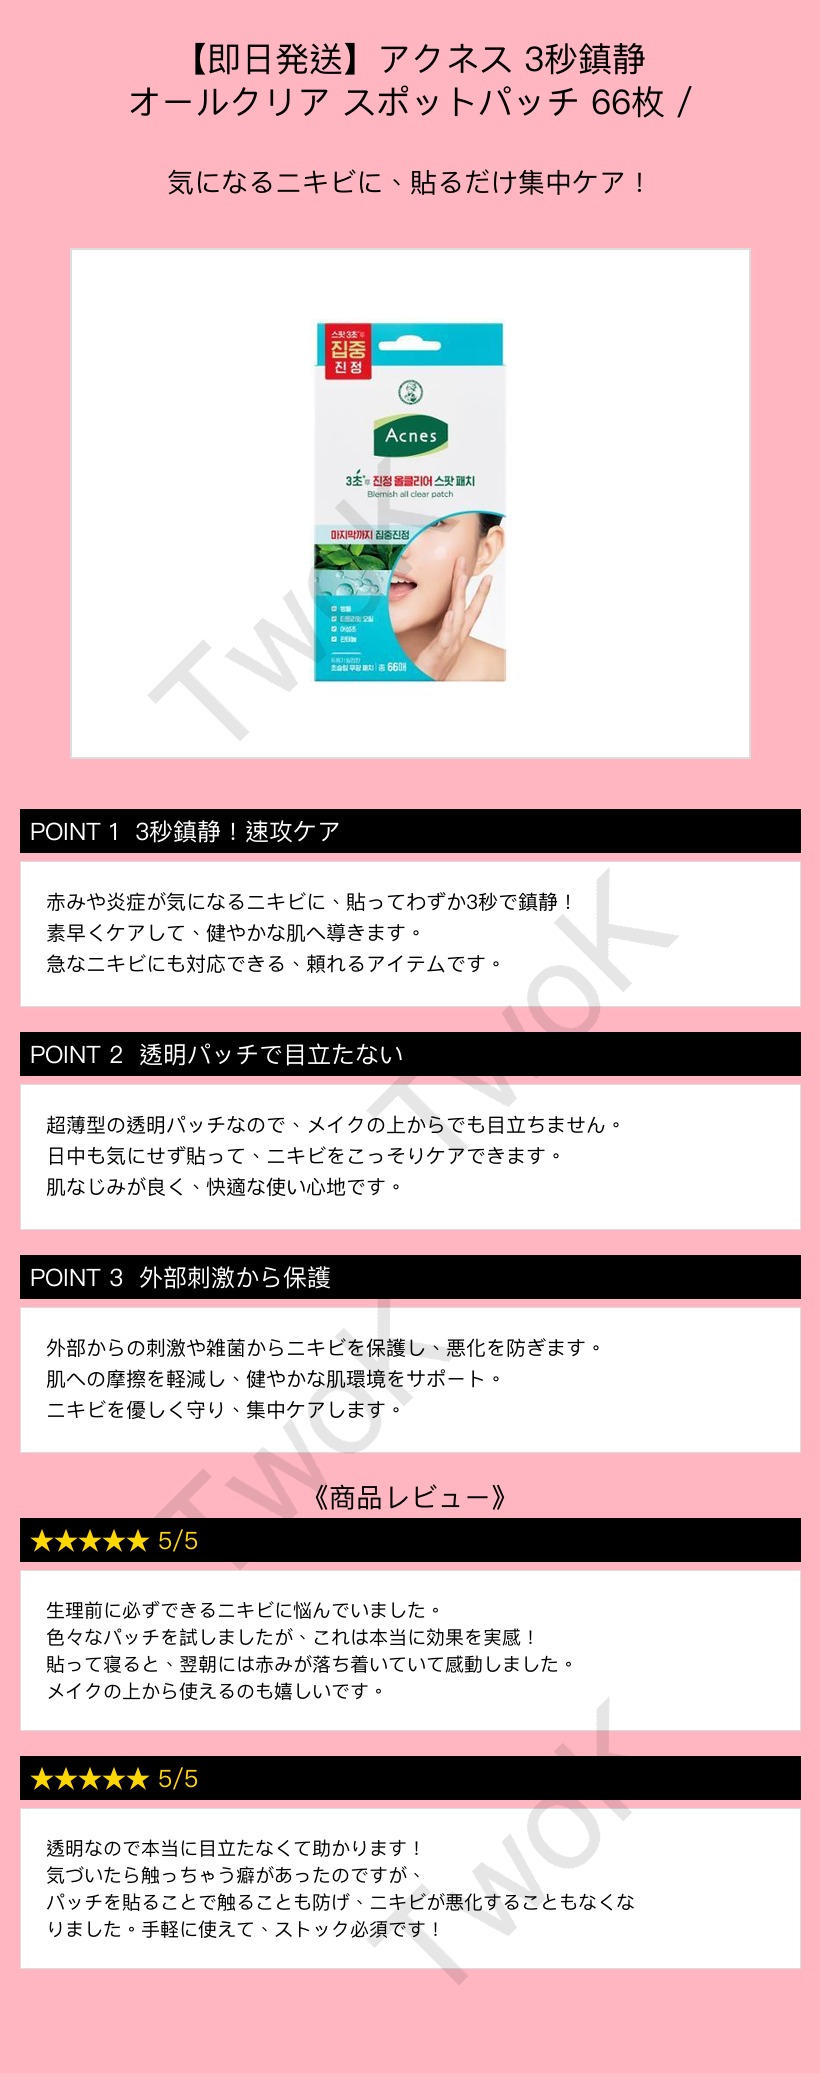 【即日発送】アクネス 3秒鎮静
オールクリア スポットパッチ 66枚 /
気になるニキビに、貼るだけ集中ケア！
스팟 3초*후
집중
진정
Acnes
3초*후 진정 올클리어 스팟 패치
Blemish all clear patch
마지막까지 집중진정
병풀
티트리잎 오일
어성초
판테놀
초슬림 쿠팡 패치 | 총 66매
POINT 1 3秒鎮静！速攻ケア
赤みや炎症が気になるニキビに、貼ってわずか3秒で鎮静！
素早くケアして、健やかな肌へ導きます。
急なニキビにも対応できる、頼れるアイテムです。
POINT 2 透明パッチで目立たない
超薄型の透明パッチなので、メイクの上からでも目立ちません。
日中も気にせず貼って、ニキビをこっそりケアできます。
肌なじみが良く、快適な使い心地です。
POINT 3 外部刺激から保護
外部からの刺激や雑菌からニキビを保護し、悪化を防ぎます。
肌への摩擦を軽減し、健やかな肌環境をサポート。
ニキビを優しく守り、集中ケアします。
《商品レビュー》
★★★★★ 5/5
生理前に必ずできるニキビに悩んでいました。
色々なパッチを試しましたが、これは本当に効果を実感！
貼って寝ると、翌朝には赤みが落ち着いていて感動しました。
メイクの上から使えるのも嬉しいです。
★★★★★ 5/5
透明なので本当に目立たなくて助かります！
気づいたら触っちゃう癖があったのですが、
パッチを貼ることで触ることも防げ、ニキビが悪化することもなくな
りました。手軽に使えて、ストック必須です！
TwoK
TwoK
TwoK
TwoK